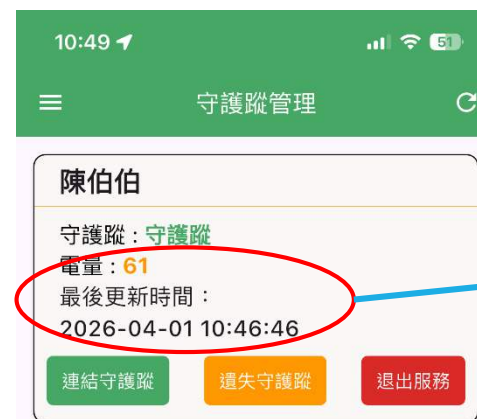 10:49
51
守護蹤管理
陳伯伯
守護蹤：守護蹤
電量：61
最後更新時間：
2026-04-01 10:46:46
連結守護蹤 遺失守護蹤 退出服務